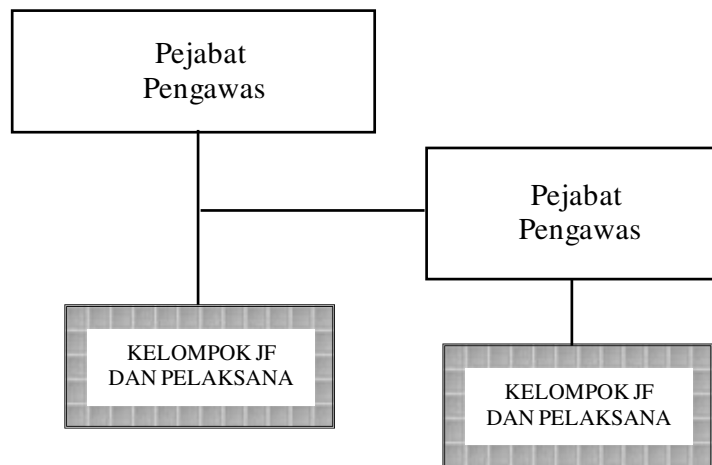 Pejabat
Pengawas
Pejabat
Pengawas
KELOMPOK JF
DAN PELAKSANA
KELOMPOK JF
DAN PELAKSANA